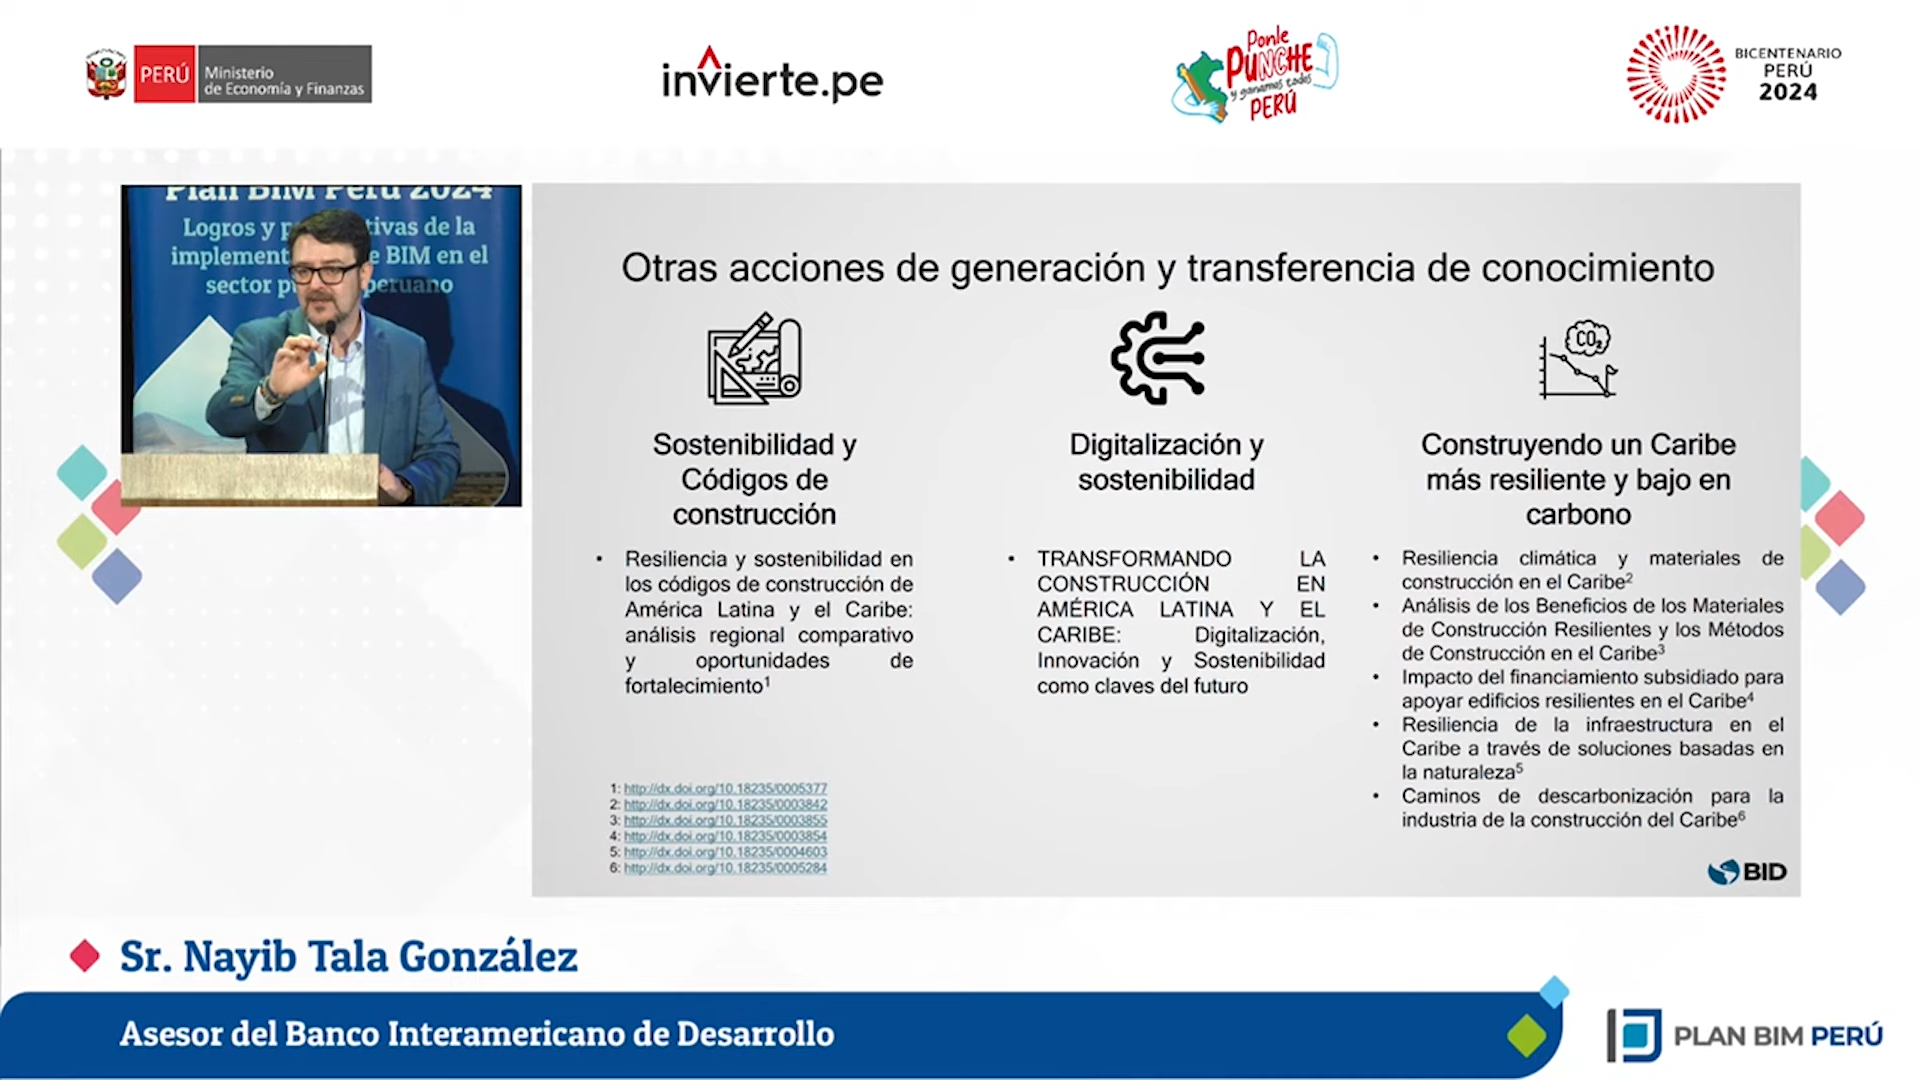 PERÚ
Ministerio
de Economía y Finanzas
invierte.pe
Ponle
PUNCHE
y ganamos todos
PERÚ
BICENTENARIO
PERÚ
2024
Plan BIM Perú 2024
Logros y p tivas de la
implement e BIM en el
sector p peruano
Otras acciones de generación y transferencia de conocimiento
CO₂
Sostenibilidad y
Códigos de
construcción
• Resiliencia y sostenibilidad en
los códigos de construcción de
América Latina y el Caribe:
análisis regional comparativo
y oportunidades de
fortalecimiento¹
Digitalización y
sostenibilidad
• TRANSFORMANDO LA
CONSTRUCCIÓN EN
AMÉRICA LATINA Y EL
CARIBE: Digitalización,
Innovación y Sostenibilidad
como claves del futuro
Construyendo un Caribe
más resiliente y bajo en
carbono
• Resiliencia climática y materiales de
construcción en el Caribe²
• Análisis de los Beneficios de los Materiales
de Construcción Resilientes y los Métodos
de Construcción en el Caribe³
• Impacto del financiamiento subsidiado para
apoyar edificios resilientes en el Caribe⁴
• Resiliencia de la infraestructura en el
Caribe a través de soluciones basadas en
la naturaleza⁵
• Caminos de descarbonización para la
industria de la construcción del Caribe⁶
1: http://dx.doi.org/10.18235/0005377
2: http://dx.doi.org/10.18235/0003842
3: http://dx.doi.org/10.18235/0003855
4: http://dx.doi.org/10.18235/0003854
5: http://dx.doi.org/10.18235/0004603
6: http://dx.doi.org/10.18235/0005284
BID
Sr. Nayib Tala González
Asesor del Banco Interamericano de Desarrollo
PLAN BIM PERÚ